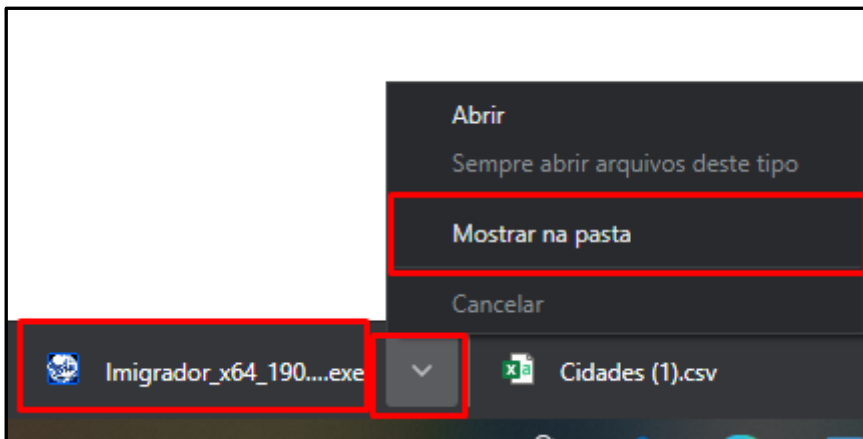 Abrir
Sempre abrir arquivos deste tipo
Mostrar na pasta
Cancelar
Imigrador_x64_190....exe
Cidades (1).csv